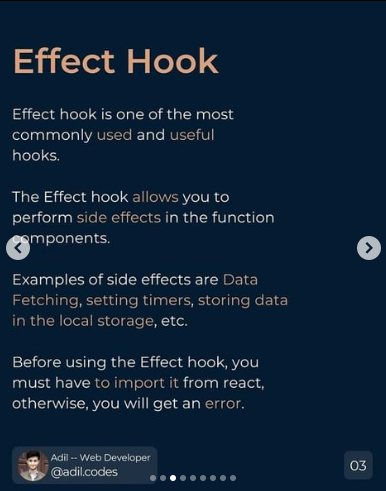 Effect Hook
Effect hook is one of the most
commonly used and useful
hooks.
The Effect hook allows you to
perform side effects in the function
components.
Examples of side effects are Data
Fetching, setting timers, storing data
in the local storage, etc.
Before using the Effect hook, you
must have to import it from react,
otherwise, you will get an error.
Adil -- Web Developer
@adil.codes
03